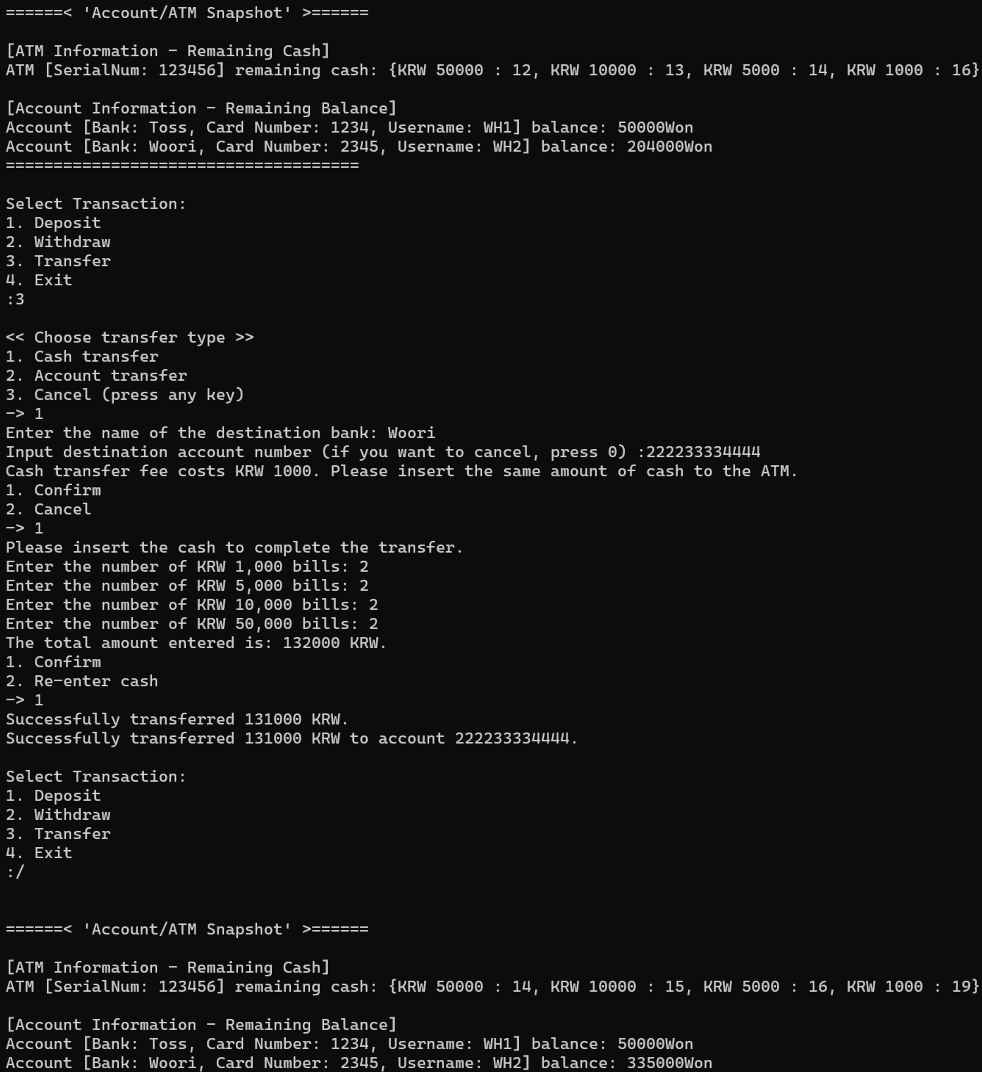 ======< 'Account/ATM Snapshot' >======
[ATM Information - Remaining Cash]
ATM [SerialNum: 123456] remaining cash: {KRW 50000 : 12, KRW 10000 : 13, KRW 5000 : 14, KRW 1000 : 16}
[Account Information - Remaining Balance]
Account [Bank: Toss, Card Number: 1234, Username: WH1] balance: 50000Won
Account [Bank: Woori, Card Number: 2345, Username: WH2] balance: 204000Won
=====================================
Select Transaction:
1. Deposit
2. Withdraw
3. Transfer
4. Exit
:3
<< Choose transfer type >>
1. Cash transfer
2. Account transfer
3. Cancel (press any key)
-> 1
Enter the name of the destination bank: Woori
Input destination account number (if you want to cancel, press 0) :222233334444
Cash transfer fee costs KRW 1000. Please insert the same amount of cash to the ATM.
1. Confirm
2. Cancel
-> 1
Please insert the cash to complete the transfer.
Enter the number of KRW 1,000 bills: 2
Enter the number of KRW 5,000 bills: 2
Enter the number of KRW 10,000 bills: 2
Enter the number of KRW 50,000 bills: 2
The total amount entered is: 132000 KRW.
1. Confirm
2. Re-enter cash
-> 1
Successfully transferred 131000 KRW.
Successfully transferred 131000 KRW to account 222233334444.
Select Transaction:
1. Deposit
2. Withdraw
3. Transfer
4. Exit
:/
======< 'Account/ATM Snapshot' >======
[ATM Information - Remaining Cash]
ATM [SerialNum: 123456] remaining cash: {KRW 50000 : 14, KRW 10000 : 15, KRW 5000 : 16, KRW 1000 : 19}
[Account Information - Remaining Balance]
Account [Bank: Toss, Card Number: 1234, Username: WH1] balance: 50000Won
Account [Bank: Woori, Card Number: 2345, Username: WH2] balance: 335000Won